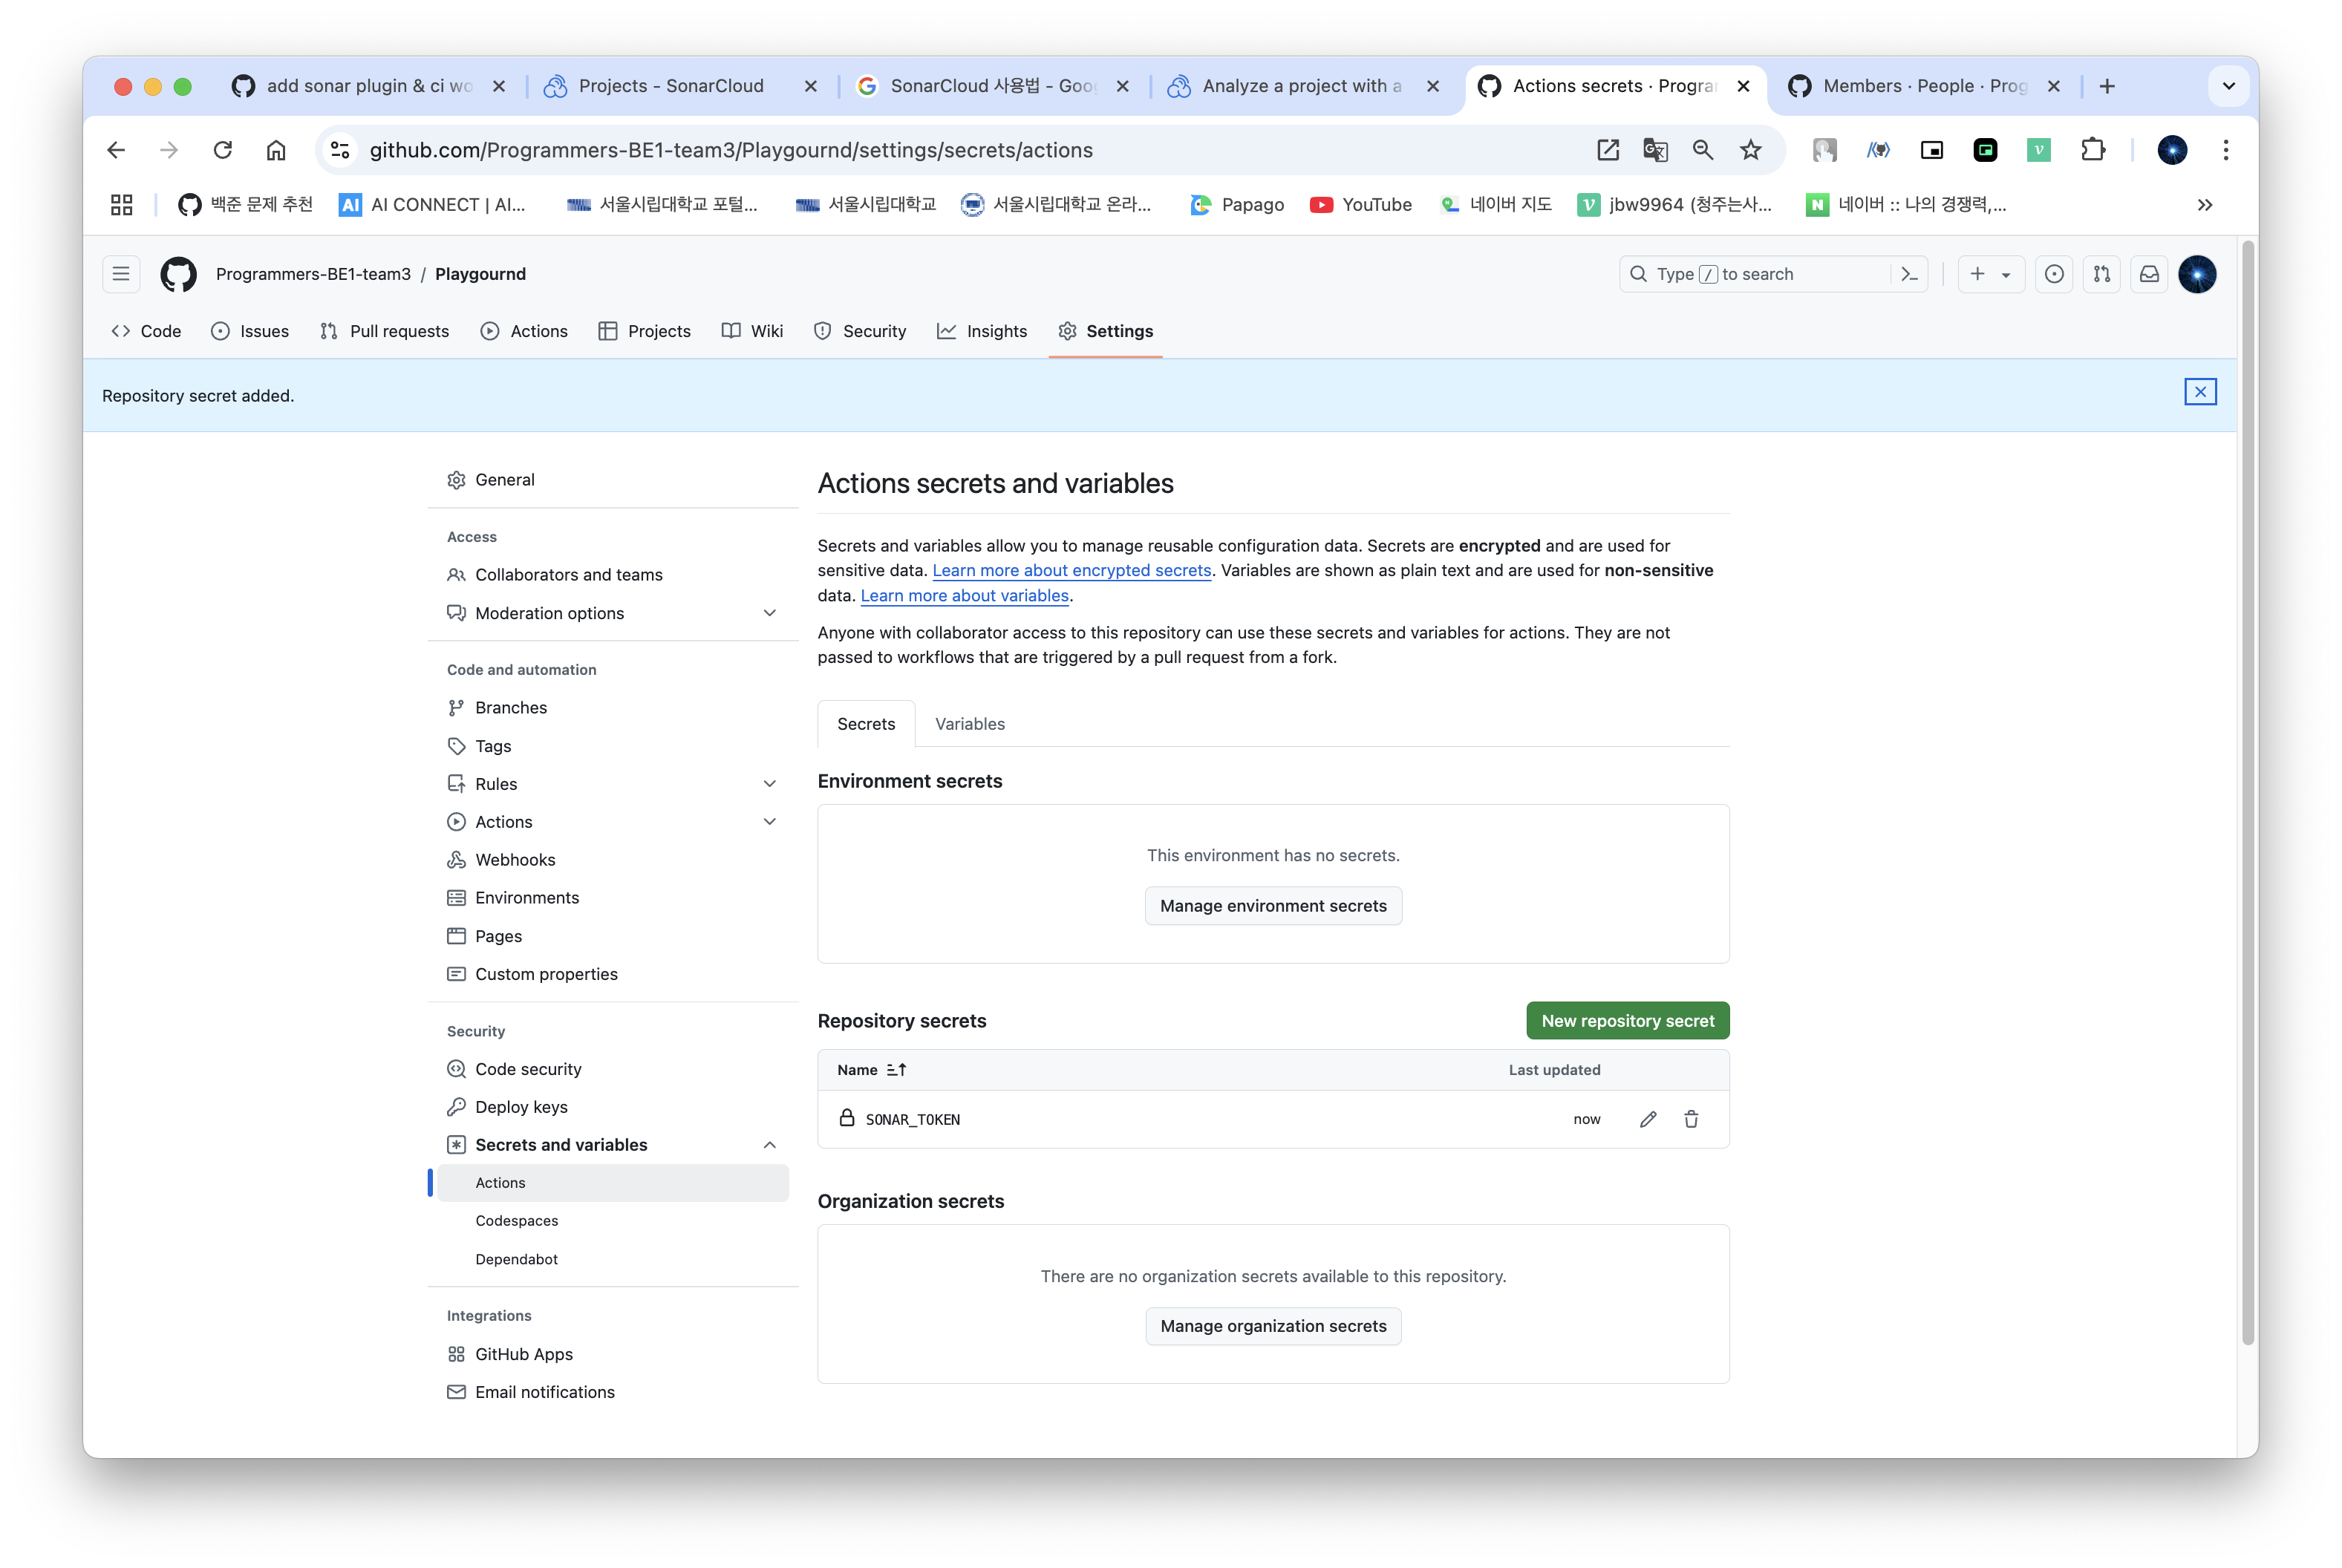 add sonar plugin & ci wo
Projects - SonarCloud
SonarCloud 사용법 - Goo
Analyze a project with a
Actions secrets · Progra
Members · People · Prog
github.com/Programmers-BE1-team3/Playgournd/settings/secrets/actions
백준 문제 추천
AI CONNECT | AI...
서울시립대학교 포털...
서울시립대학교
서울시립대학교 온라...
Papago
YouTube
네이버 지도
jbw9964 (청주는사...
네이버 :: 나의 경쟁력,...
Programmers-BE1-team3 / Playgournd
Type / to search
Code
Issues
Pull requests
Actions
Projects
Wiki
Security
Insights
Settings
Repository secret added.
General
Access
Collaborators and teams
Moderation options
Code and automation
Branches
Tags
Rules
Actions
Webhooks
Environments
Pages
Custom properties
Security
Code security
Deploy keys
Secrets and variables
Actions
Codespaces
Dependabot
Integrations
GitHub Apps
Email notifications
Actions secrets and variables
Secrets and variables allow you to manage reusable configuration data. Secrets are encrypted and are used for
sensitive data. Learn more about encrypted secrets. Variables are shown as plain text and are used for non-sensitive
data. Learn more about variables.
Anyone with collaborator access to this repository can use these secrets and variables for actions. They are not
passed to workflows that are triggered by a pull request from a fork.
Secrets
Variables
Environment secrets
This environment has no secrets.
Manage environment secrets
Repository secrets
New repository secret
Name
Last updated
SONAR_TOKEN
now
Organization secrets
There are no organization secrets available to this repository.
Manage organization secrets